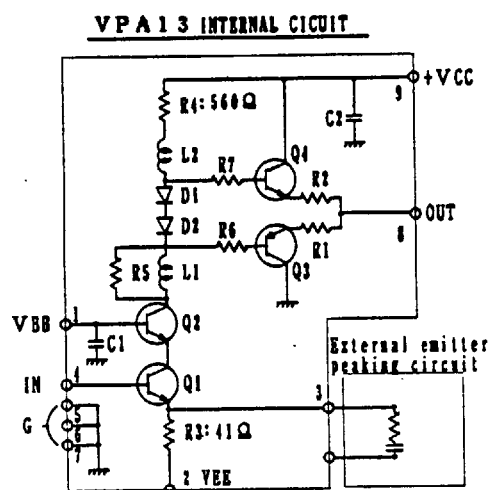 VPA13 INTERNAL CICUIT
+VCC
9
R4:560Ω
C2
L2
R7
Q4
D1
R2
D2
OUT
8
R6
R5
L1
R1
Q3
1
VBB
Q2
C1
External emitter
peaking circuit
IN
4
Q1
3
G
5
6
7
R3:41Ω
2 VEE